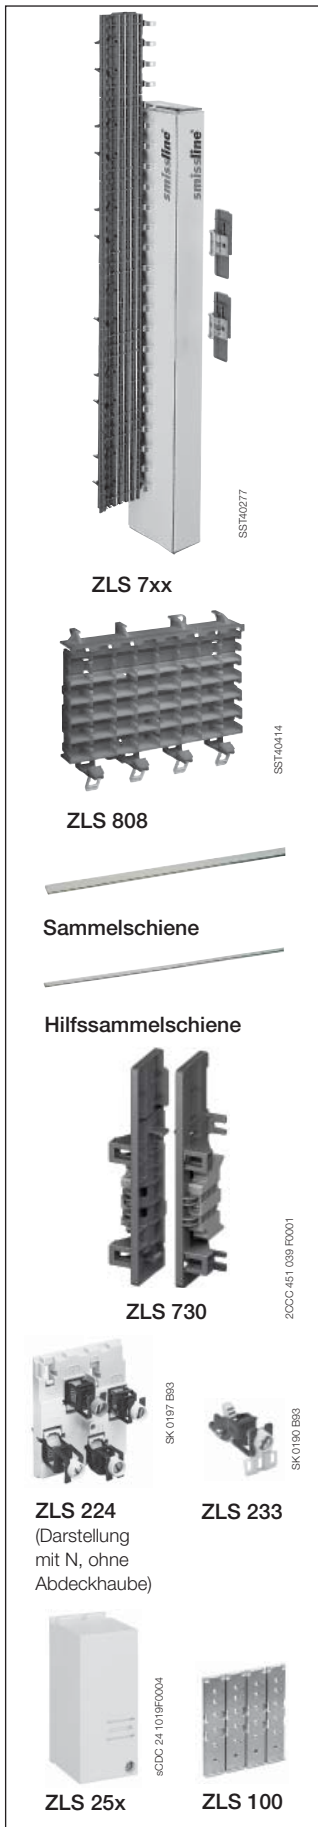 smissline
smissline
SST40277
ZLS 7xx
SST40414
ZLS 808
Sammelschiene
Hilfssammelschiene
2CCC 451 039 F0001
ZLS 730
SK 0197 B93
SK 0190 B93
ZLS 224
(Darstellung
mit N, ohne
Abdeckhaube)
ZLS 233
sCDC 24 1019F0004
ZLS 25x
ZLS 100